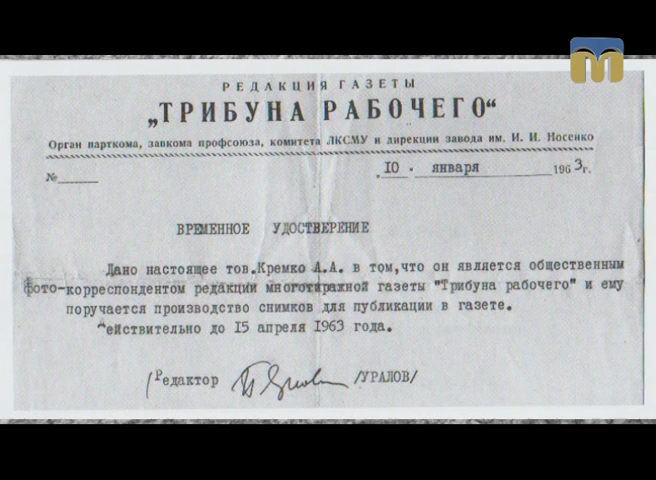 РЕДАКЦИЯ ГАЗЕТЫ
„ТРИБУНА РАБОЧЕГО“
Орган парткома, завкома профсоюза, комитета ЛКСМУ и дирекции завода им. И. И. Носенко
№ „10 . января 1963г.
ВРЕМЕННОЕ УДОСТВЕРЕНИЕ
Дано настоящее тов.Кремко А.А. в том,что он является общественным
фото-корреспондентом редакции многотиражной газеты "Трибуна рабочего" и ему
поручается производство снимков для публикации в газете.
ействительно до 15 апреля 1963 года.
/Редактор /УРАЛОВ/